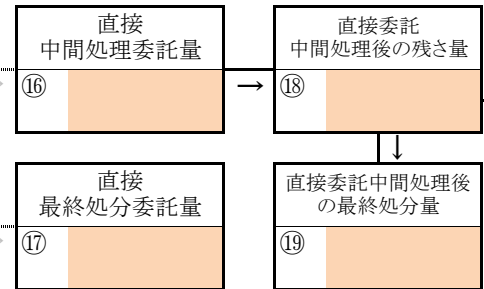 直接
中間処理委託量
⑯
→
直接委託
中間処理後の残さ量
⑱
↓
直接
最終処分委託量
⑰
直接委託中間処理後
の最終処分量
⑲